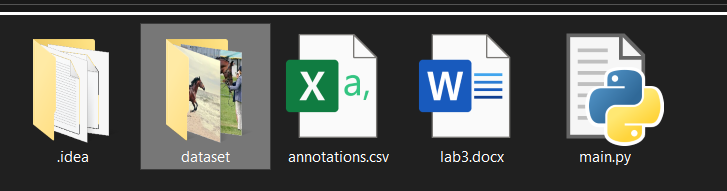 .idea
dataset
X a,
annotations.csv
W
lab3.docx
main.py